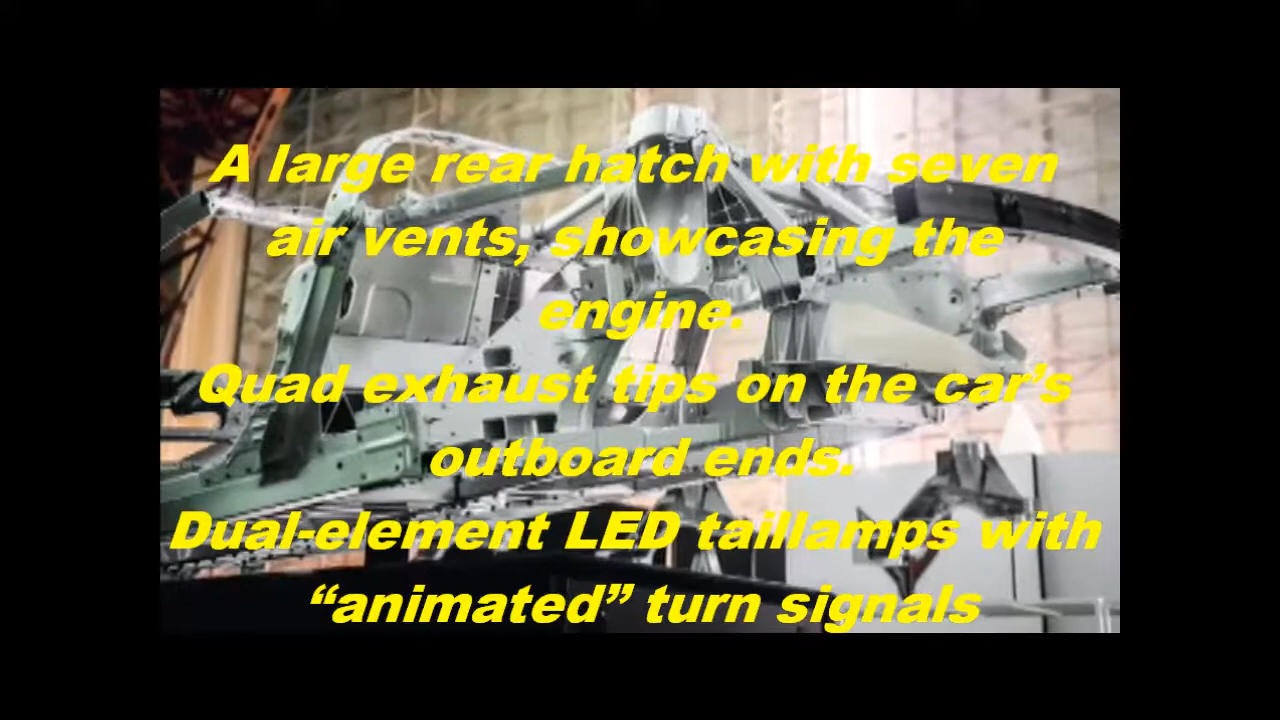 A large rear hatch with seven
air vents, showcasing the
engine.
Quad exhaust tips on the car’s
outboard ends.
Dual-element LED taillamps with
“animated” turn signals